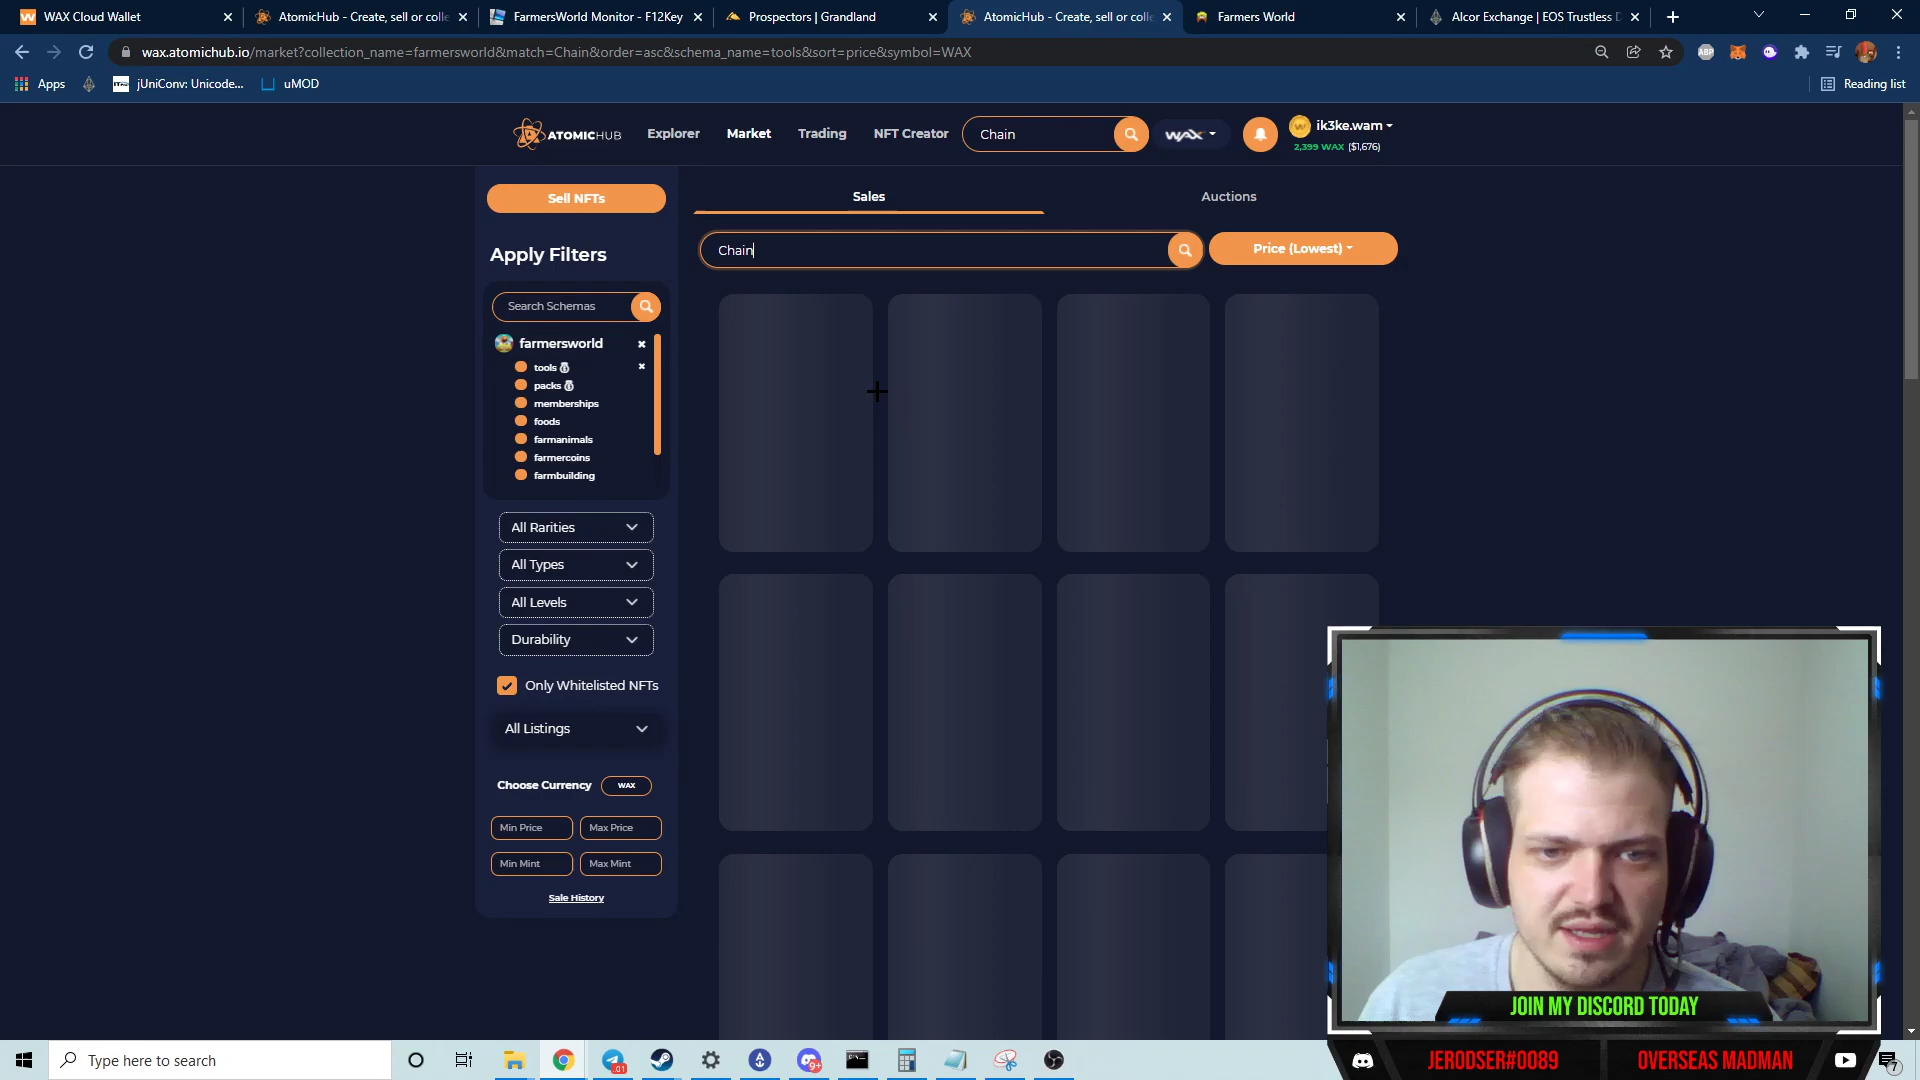 WAX Cloud Wallet
AtomicHub - Create, sell or colle
FarmersWorld Monitor - F12Key
Prospectors | Grandland
AtomicHub - Create, sell or colle
Farmers World
Alcor Exchange | EOS Trustless D
wax.atomichub.io/market?collection_name=farmersworld&match=Chain&order=asc&schema_name=tools&sort=price&symbol=WAX
ABP
Apps
jUniConv: Unicode...
uMOD
Reading list
ATOMICHUB
Explorer
Market
Trading
NFT Creator
Chain
WAX
ik3ke.wam
2,399 WAX ($1,676)
Sell NFTs
Sales
Auctions
Apply Filters
Chain
Price (Lowest)
Search Schemas
farmersworld
tools
packs
memberships
foods
farmanimals
farmercoins
farmbuilding
All Rarities
All Types
All Levels
Durability
Only Whitelisted NFTs
All Listings
Choose Currency
WAX
Min Price
Max Price
Min Mint
Max Mint
Sale History
JOIN MY DISCORD TODAY
JERODSER#0089
OVERSEAS MADMAN
Type here to search
.01
9+
7